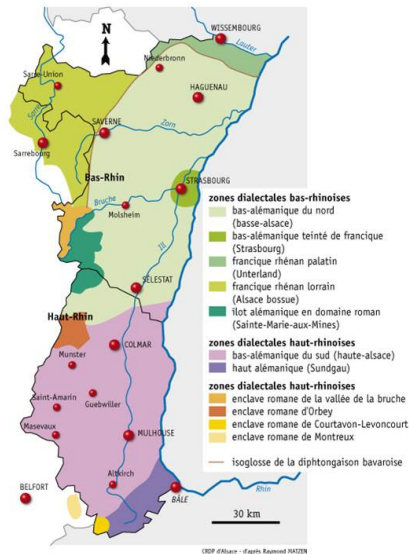 WISSEMBOURG
N
Lauter
Niederbronn
Sarre-Union
HAGUENAU
Sarre
SAVERNE
Zorn
Sarrebourg
Bas-Rhin
STRASBOURG
Bruche
Molsheim
Ill
SÉLESTAT
Haut-Rhin
COLMAR
Munster
Saint-Amarin
Guebwiller
Masevaux
MULHOUSE
Altkirch
BELFORT
BÂLE
Rhin
zones dialectales bas-rhinoises
bas-alémanique du nord
(basse-alsace)
bas-alémanique teinté de francique
(Strasbourg)
francique rhénan palatin
(Unterland)
francique rhénan lorrain
(Alsace bossue)
îlot alémanique en domaine roman
(Sainte-Marie-aux-Mines)
zones dialectales haut-rhinoises
bas-alémanique du sud (haute-alsace)
haut alémanique (Sundgau)
zones dialectales haut-rhinoises
enclave romane de la vallée de la bruche
enclave romane d'Orbey
enclave romane de Courtavon-Levoncourt
enclave romane de Montreux
isoglosse de la diphtongaison bavaroise
30 km
CRDP d'Alsace - d'après Raymond MATZEN